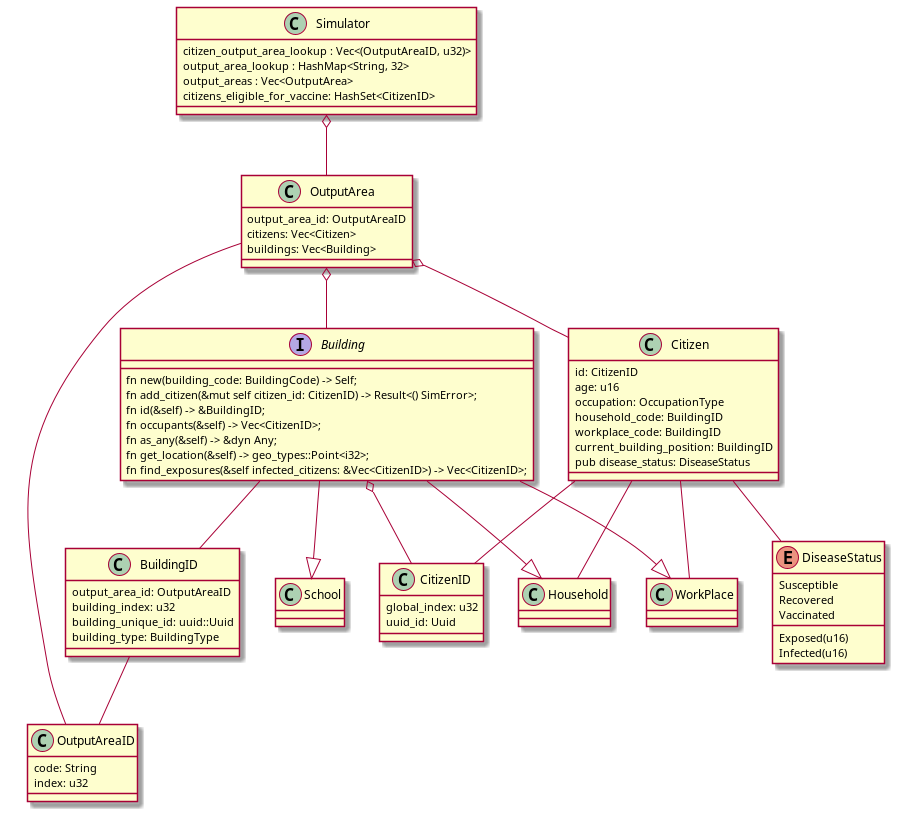 C Simulator
citizen_output_area_lookup : Vec<(OutputAreaID, u32)>
output_area_lookup : HashMap<String, 32>
output_areas : Vec<OutputArea>
citizens_eligible_for_vaccine: HashSet<CitizenID>
C OutputArea
output_area_id: OutputAreaID
citizens: Vec<Citizen>
buildings: Vec<Building>
I Building
fn new(building_code: BuildingCode) -> Self;
fn add_citizen(&mut self citizen_id: CitizenID) -> Result<() SimError>;
fn id(&self) -> &BuildingID;
fn occupants(&self) -> Vec<CitizenID>;
fn as_any(&self) -> &dyn Any;
fn get_location(&self) -> geo_types::Point<i32>;
fn find_exposures(&self infected_citizens: &Vec<CitizenID>) -> Vec<CitizenID>;
C Citizen
id: CitizenID
age: u16
occupation: OccupationType
household_code: BuildingID
workplace_code: BuildingID
current_building_position: BuildingID
pub disease_status: DiseaseStatus
C BuildingID
output_area_id: OutputAreaID
building_index: u32
building_unique_id: uuid::Uuid
building_type: BuildingType
C School
C CitizenID
global_index: u32
uuid_id: Uuid
C Household
C WorkPlace
E DiseaseStatus
Susceptible
Recovered
Vaccinated
Exposed(u16)
Infected(u16)
C OutputAreaID
code: String
index: u32